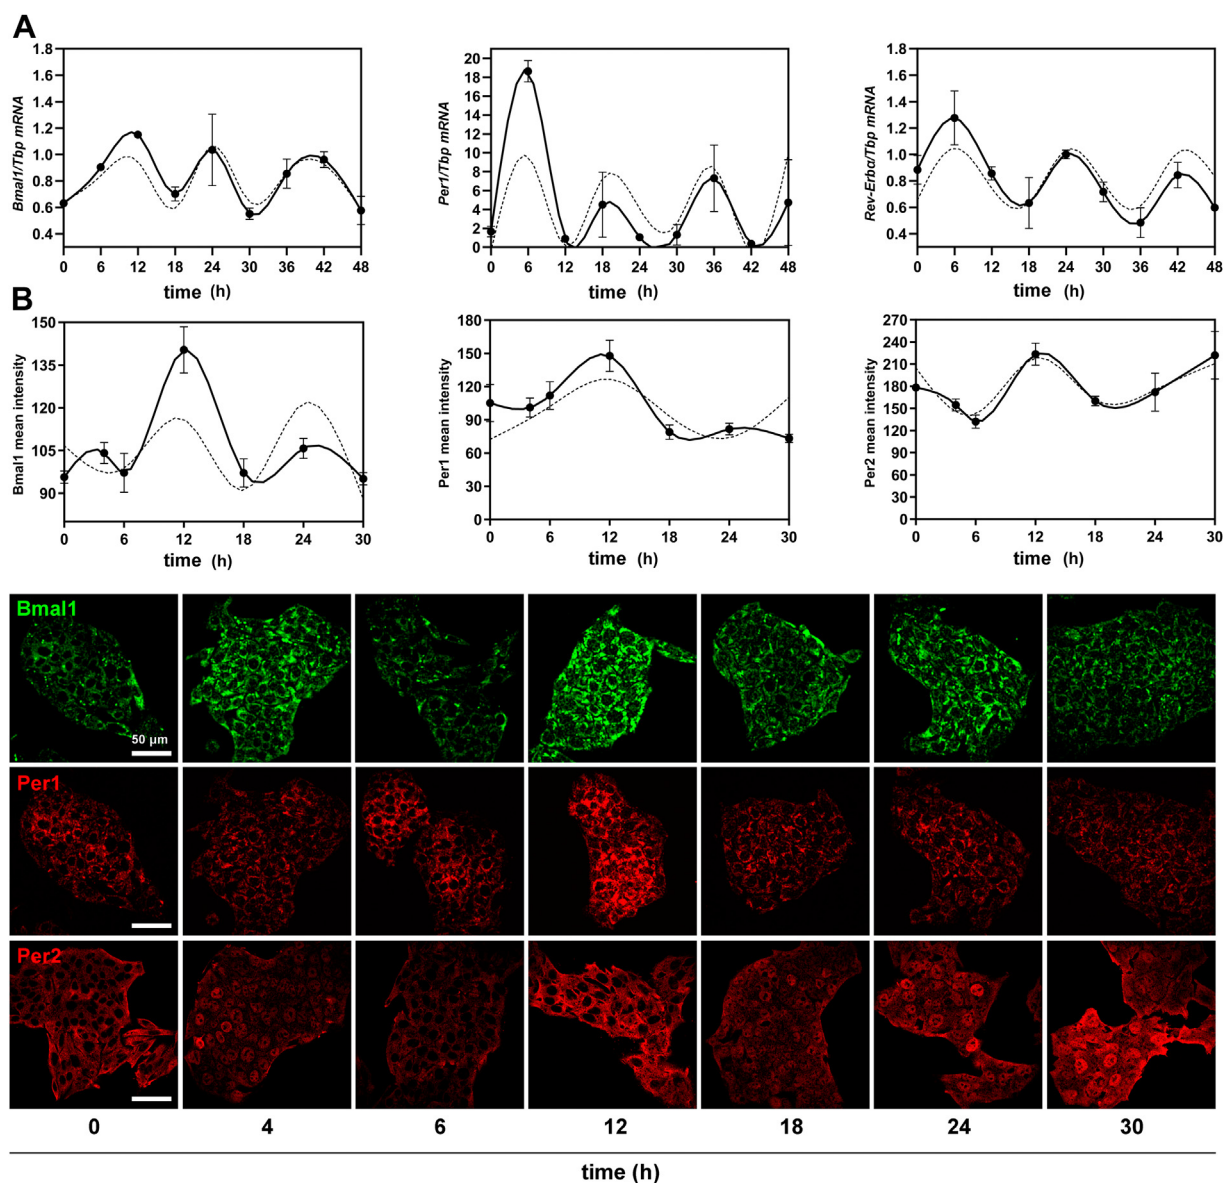 A
Bmal1/Tbp mRNA
1.8
1.6
1.4
1.2
1.0
0.8
0.6
0.4
0 6 12 18 24 30 36 42 48
time (h)
Per1/Tbp mRNA
20
18
16
14
12
10
8
6
4
2
0
0 6 12 18 24 30 36 42 48
time (h)
Rev-Erbα/Tbp mRNA
1.8
1.6
1.4
1.2
1.0
0.8
0.6
0.4
0 6 12 18 24 30 36 42 48
time (h)
B
Bmal1 mean intensity
150
135
120
105
90
0 6 12 18 24 30
time (h)
Per1 mean intensity
180
150
120
90
60
30
0
0 6 12 18 24 30
time (h)
Per2 mean intensity
270
240
210
180
150
120
90
60
30
0
0 6 12 18 24 30
time (h)
Bmal1
50 µm
Per1
Per2
0 4 6 12 18 24 30
time (h)